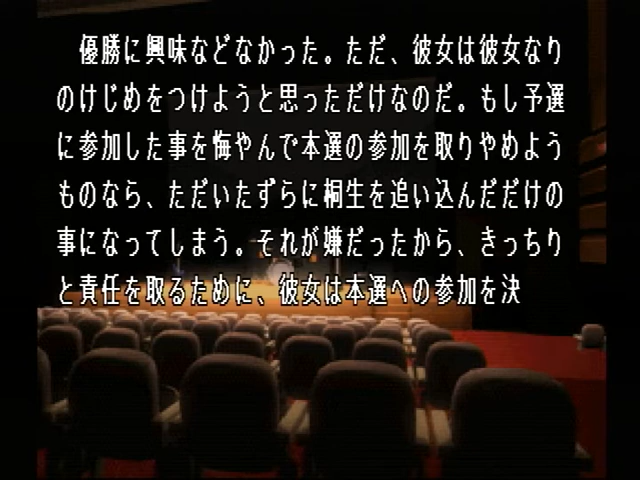 優勝に興味などなかった。ただ、彼女は彼女なり
のけじめをつけようと思っただけなのだ。もし予選
に参加した事を悔やんで本選の参加を取りやめよう
ものなら、ただいたずらに桐生を追い込んだだけの
事になってしまう。それが嫌だったから、きっちり
と責任を取るために、彼女は本選への参加を決